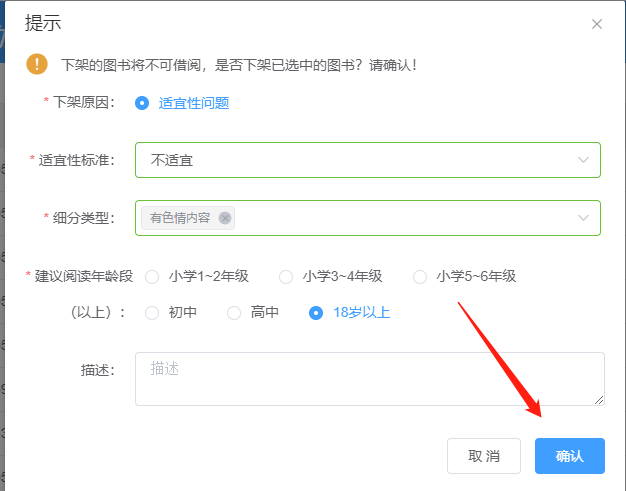 提示
下架的图书将不可借阅，是否下架已选中的图书？请确认！
* 下架原因： 适宜性问题
* 适宜性标准： 不适宜
* 细分类型： 有色情内容
* 建议阅读年龄段 小学1~2年级 小学3~4年级 小学5~6年级
（以上）： 初中 高中 18岁以上
描述： 描述
取 消 确认